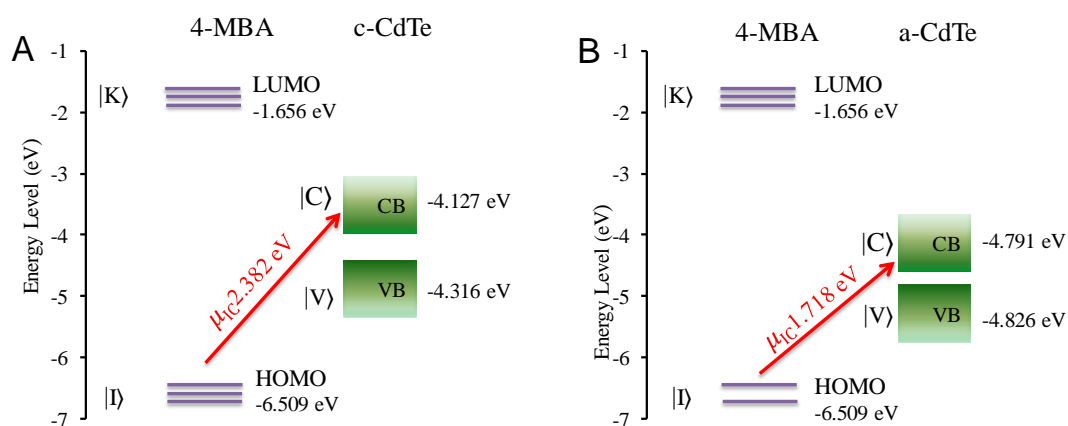 A
4-MBA
c-CdTe
Energy Level (eV)
-1
-2
-3
-4
-5
-6
-7
|K⟩
LUMO
-1.656 eV
|C⟩
CB
-4.127 eV
μIC2.382 eV
|V⟩
VB
-4.316 eV
|I⟩
HOMO
-6.509 eV
B
4-MBA
a-CdTe
Energy Level (eV)
-1
-2
-3
-4
-5
-6
-7
|K⟩
LUMO
-1.656 eV
|C⟩
CB
-4.791 eV
μIC1.718 eV
|V⟩
VB
-4.826 eV
|I⟩
HOMO
-6.509 eV